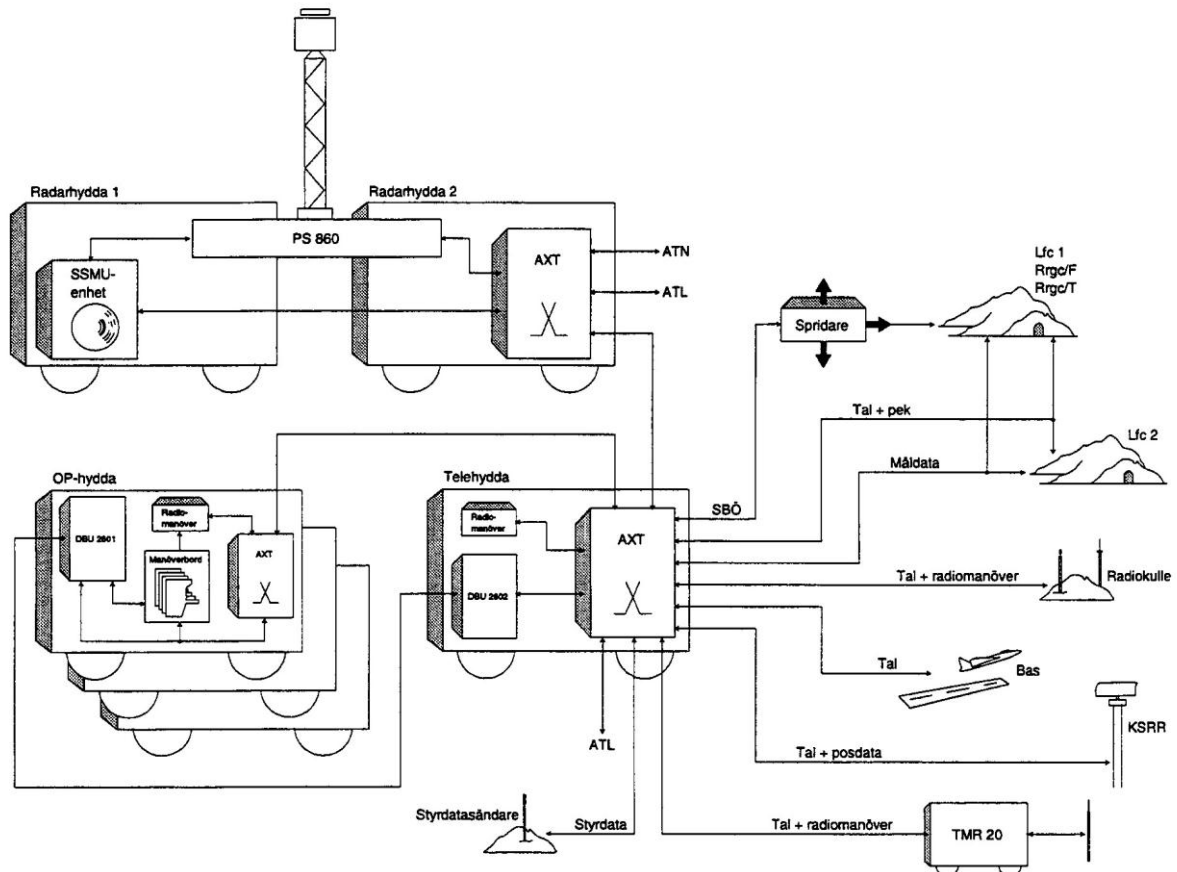 Radarhydda 1
Radarhydda 2
PS 860
SSMU-
enhet
AXT
ATN
ATL
Spridare
Lfc 1
Rrgc/F
Rrgc/T
Tal + pek
Lfc 2
Måldata
OP-hydda
Telehydda
SBÖ
DBU 2601
Radio-
manöver
Manöverbord
AXT
Radio-
manöver
DBU 2602
AXT
Tal + radiomanöver
Radiokulle
Tal
Bas
KSRR
ATL
Tal + posdata
Styrdatasändare
Styrdata
Tal + radiomanöver
TMR 20